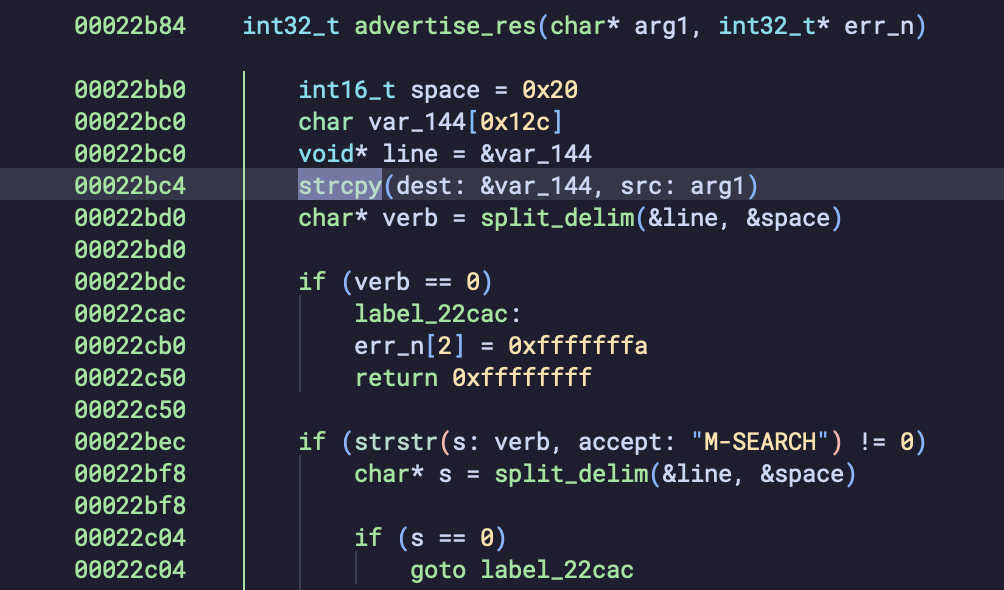 00022b84 int32_t advertise_res(char* arg1, int32_t* err_n)
00022bb0 int16_t space = 0x20
00022bc0 char var_144[0x12c]
00022bc0 void* line = &var_144
00022bc4 strcpy(dest: &var_144, src: arg1)
00022bd0 char* verb = split_delim(&line, &space)
00022bd0
00022bdc if (verb == 0)
00022cac label_22cac:
00022cb0 err_n[2] = 0xfffffffa
00022c50 return 0xffffffff
00022c50
00022bec if (strstr(s: verb, accept: "M-SEARCH") != 0)
00022bf8 char* s = split_delim(&line, &space)
00022bf8
00022c04 if (s == 0)
00022c04 goto label_22cac